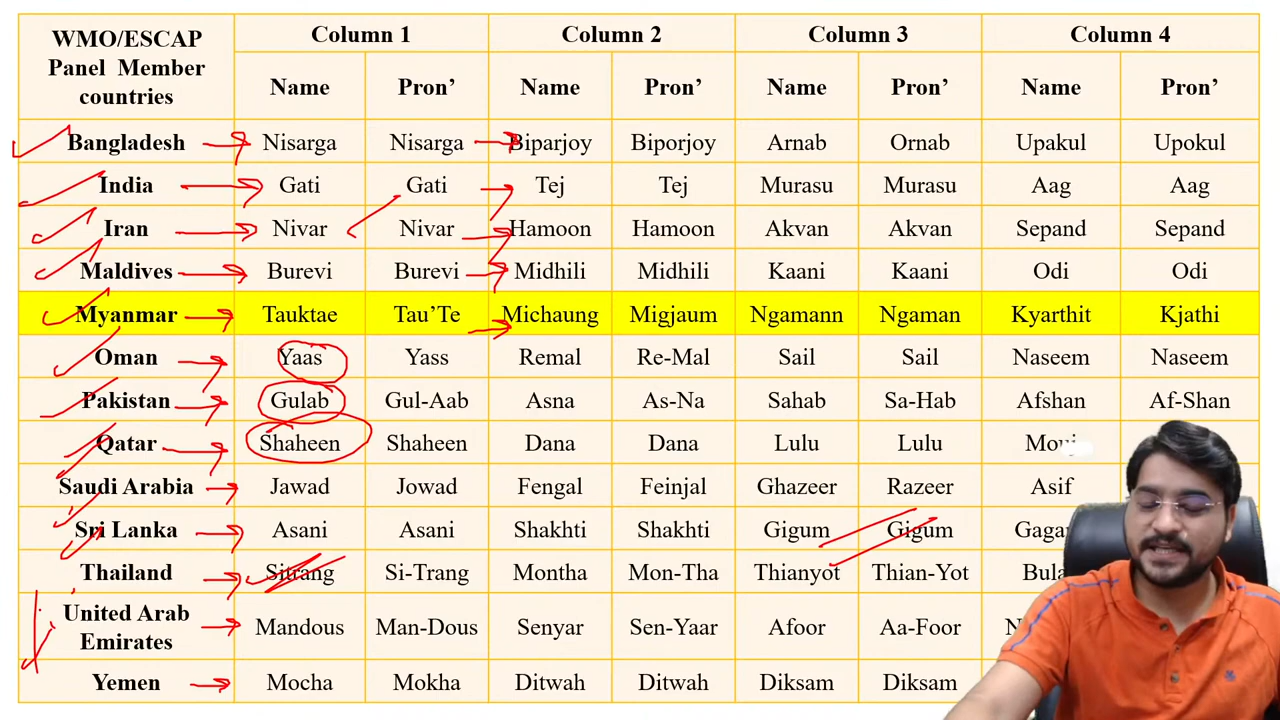 WMO/ESCAP Column 1 Column 2 Column 3 Column 4
Panel Member
countries Name Pron’ Name Pron’ Name Pron’ Name Pron’
Bangladesh Nisarga Nisarga Biparjoy Biporjoy Arnab Ornab Upakul Upokul
India Gati Gati Tej Tej Murasu Murasu Aag Aag
Iran Nivar Nivar Hamoon Hamoon Akvan Akvan Sepand Sepand
Maldives Burevi Burevi Midhili Midhili Kaani Kaani Odi Odi
Myanmar Tauktae Tau’Te Michaung Migjaum Ngamann Ngaman Kyarthit Kjathi
Oman Yaas Yass Remal Re-Mal Sail Sail Naseem Naseem
Pakistan Gulab Gul-Aab Asna As-Na Sahab Sa-Hab Afshan Af-Shan
Qatar Shaheen Shaheen Dana Dana Lulu Lulu
Saudi Arabia Jawad Jowad Fengal Feinjal Ghazeer Razeer Asif
Sri Lanka Asani Asani Shakhti Shakhti Gigum Gigum
Thailand Sitrang Si-Trang Montha Mon-Tha Thianyot Thian-Yot
United Arab
Emirates Mandous Man-Dous Senyar Sen-Yaar Afoor Aa-Foor
Yemen Mocha Mokha Ditwah Ditwah Diksam Diksam